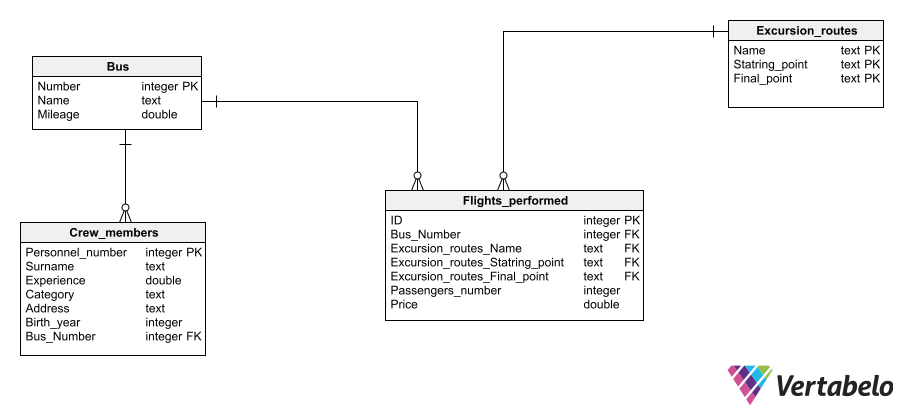 Excursion_routes
Name text PK
Statring_point text PK
Final_point text PK
Bus
Number integer PK
Name text
Mileage double
Flights_performed
ID integer PK
Bus_Number integer FK
Excursion_routes_Name text FK
Excursion_routes_Statring_point text FK
Excursion_routes_Final_point text FK
Passengers_number integer
Price double
Crew_members
Personnel_number integer PK
Surname text
Experience double
Category text
Address text
Birth_year integer
Bus_Number integer FK
Vertabelo